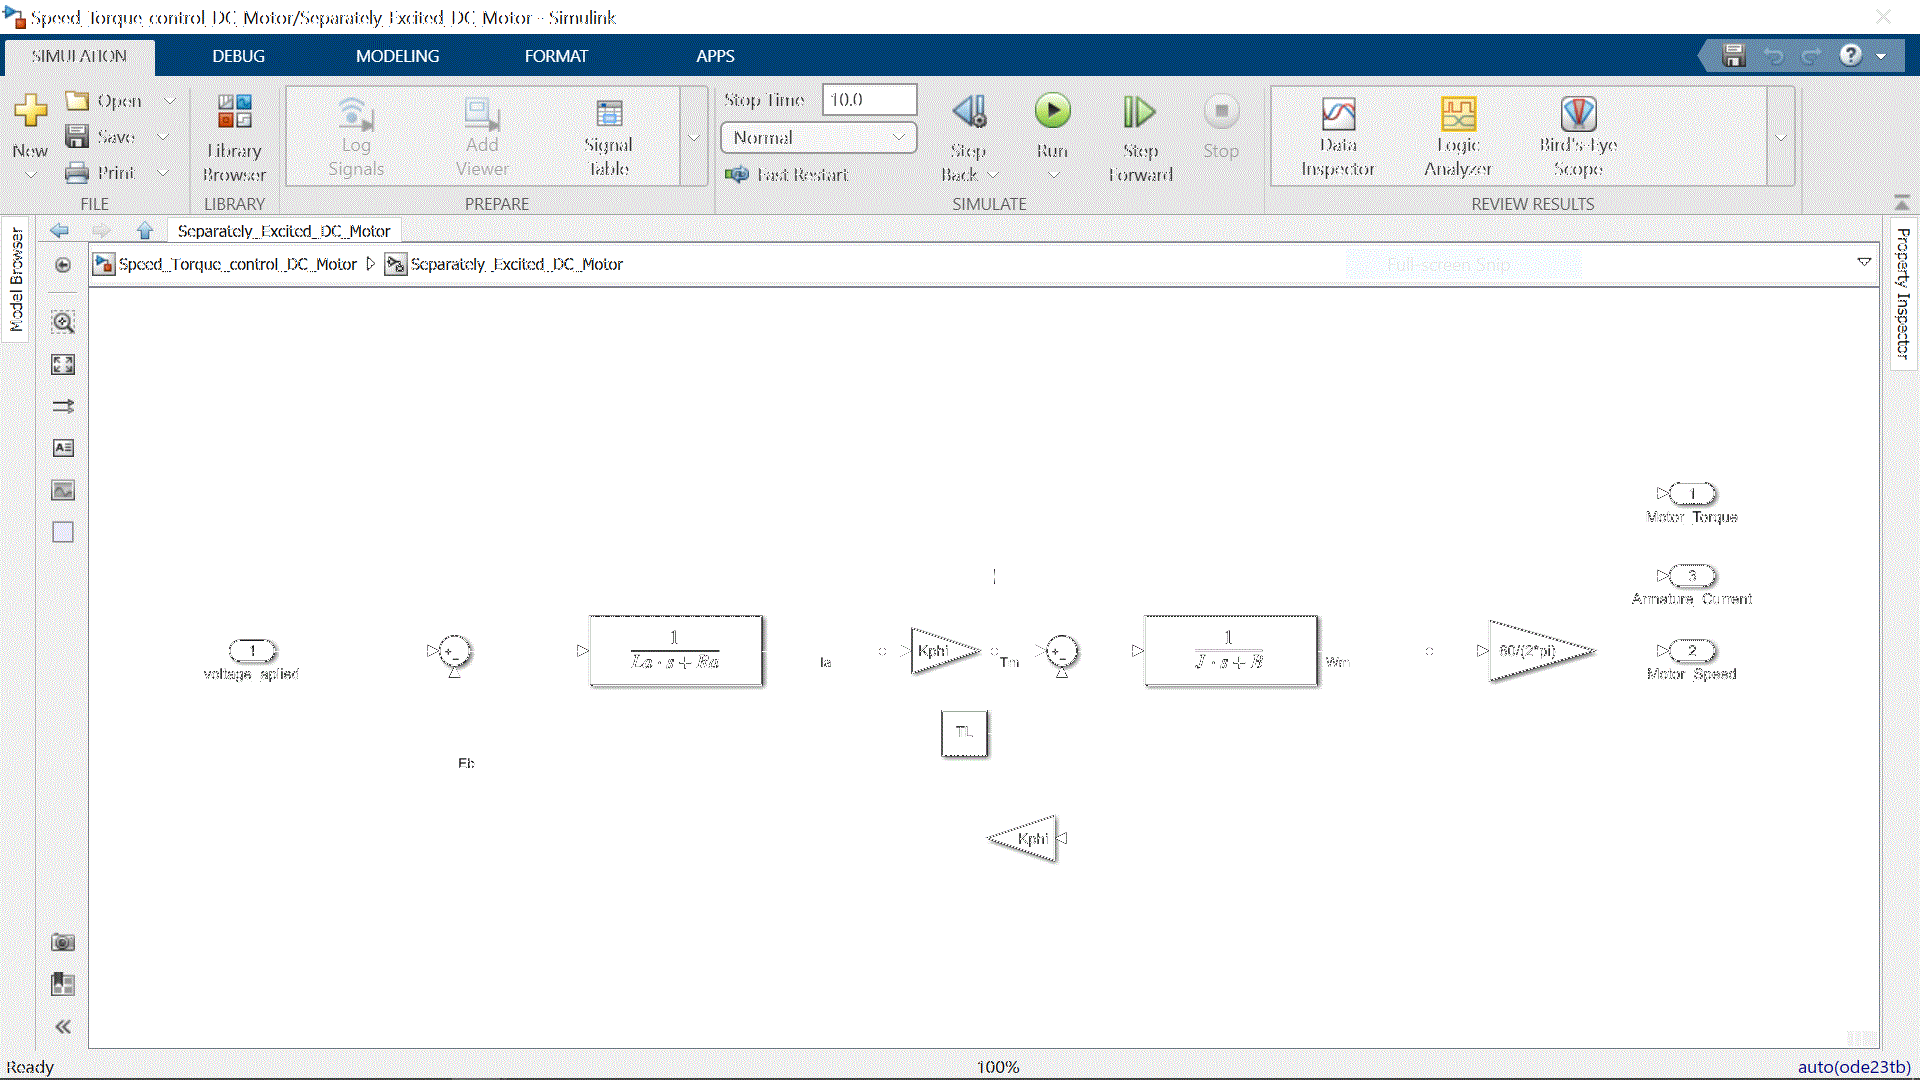 Speed_Torque_control_DC_Motor/Separately_Excited_DC_Motor - Simulink
SIMULATION
DEBUG
MODELING
FORMAT
APPS
New
Open
Save
Print
FILE
Library
Browser
LIBRARY
Log
Signals
Add
Viewer
Signal
Table
PREPARE
Stop Time
10.0
Normal
Fast Restart
Step
Back
Run
Step
Forward
Stop
SIMULATE
Data
Inspector
Logic
Analyzer
Bird's-Eye
Scope
REVIEW RESULTS
Model Browser
Separately_Excited_DC_Motor
Speed_Torque_control_DC_Motor
Separately_Excited_DC_Motor
Full-screen Snip
Property Inspector
1
Motor_Torque
3
Armature_Current
1
voltage_aplied
+
-
1
La·s+Ra
Ia
Kphi
Tm
+
-
1
J·s+B
Wm
60/(2*pi)
2
Motor_Speed
TL
Eb
Kphi
Ready
100%
auto(ode23tb)